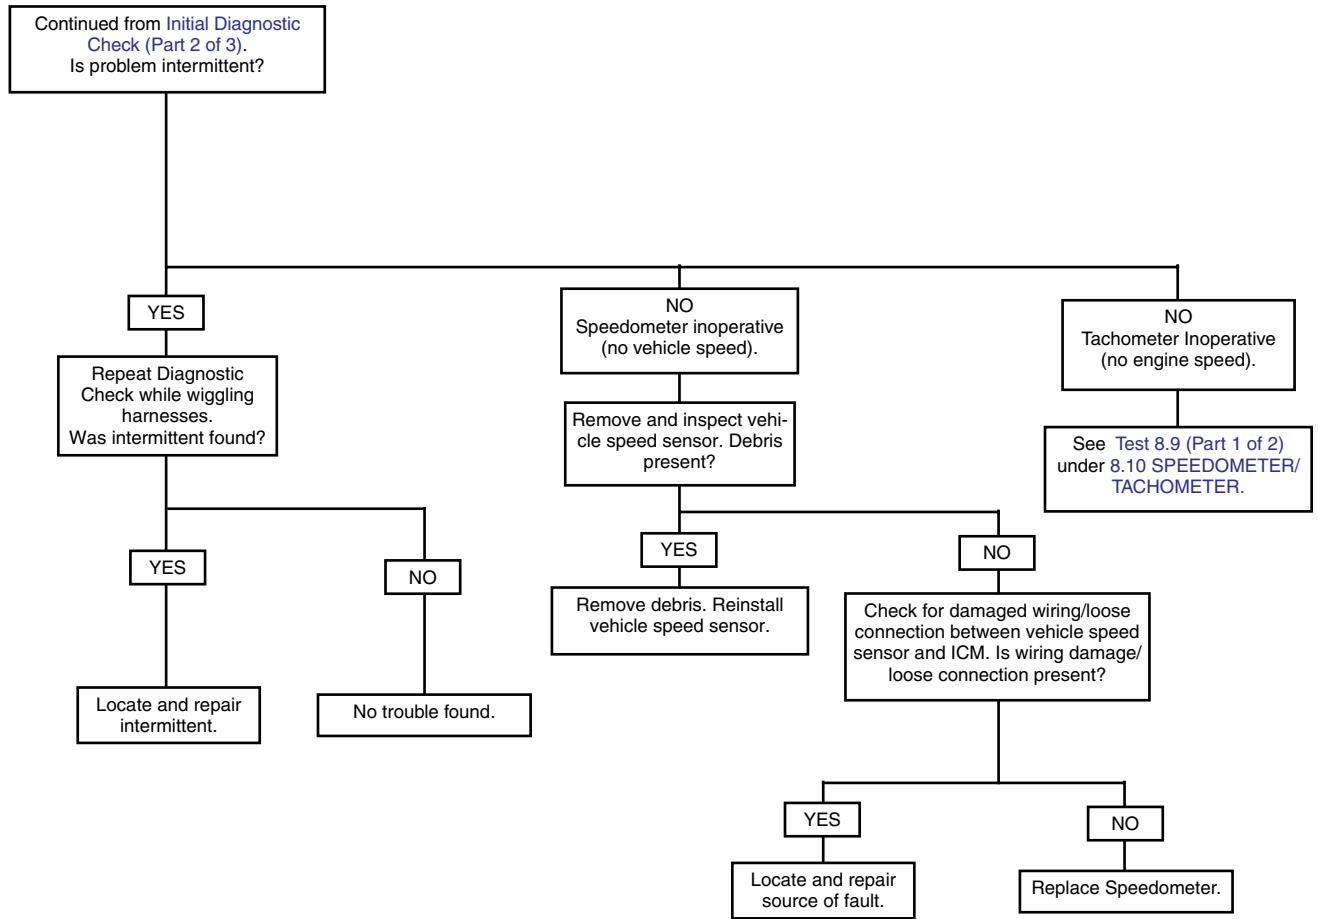 Continued from Initial Diagnostic
Check (Part 2 of 3).
Is problem intermittent?
YES
Repeat Diagnostic
Check while wiggling
harnesses.
Was intermittent found?
YES
Locate and repair
intermittent.
NO
No trouble found.
NO
Speedometer inoperative
(no vehicle speed).
Remove and inspect vehi-
cle speed sensor. Debris
present?
YES
Remove debris. Reinstall
vehicle speed sensor.
NO
Check for damaged wiring/loose
connection between vehicle speed
sensor and ICM. Is wiring damage/
loose connection present?
YES
Locate and repair
source of fault.
NO
Replace Speedometer.
NO
Tachometer Inoperative
(no engine speed).
See Test 8.9 (Part 1 of 2)
under 8.10 SPEEDOMETER/
TACHOMETER.